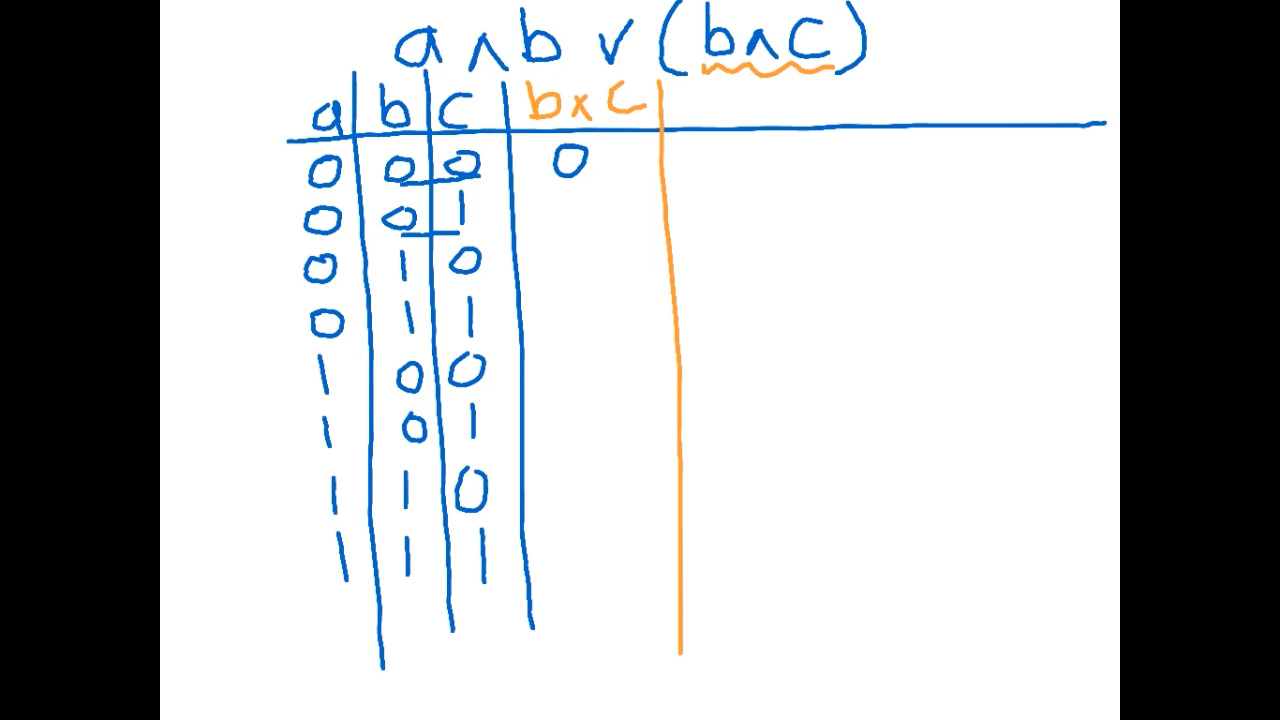 a ∧ b ∨ (b ∧ c)
a b c b ∧ c
0 0 0 0
0 0 1
0 1 0
0 1 1
1 0 0
1 0 1
1 1 0
1 1 1